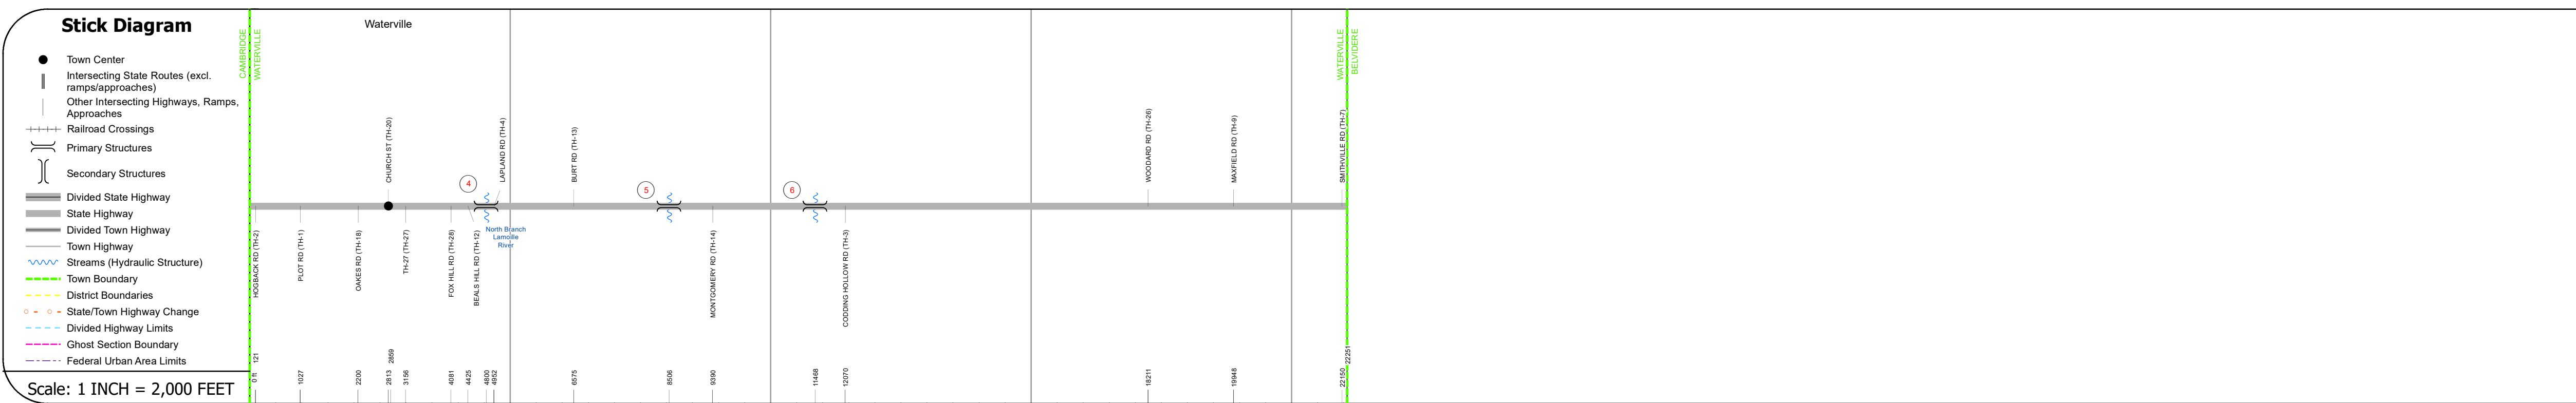 Stick Diagram
Town Center
Intersecting State Routes (excl.
ramps/approaches)
Other Intersecting Highways, Ramps,
Approaches
Railroad Crossings
Primary Structures
Secondary Structures
Divided State Highway
State Highway
Divided Town Highway
Town Highway
Streams (Hydraulic Structure)
Town Boundary
District Boundaries
State/Town Highway Change
Divided Highway Limits
Ghost Section Boundary
Federal Urban Area Limits
Scale: 1 INCH = 2,000 FEET
CAMBRIDGE
WATERVILLE
Waterville
WATERVILLE
BELVIDERE
CHURCH ST (TH-20)
LAPLAND RD (TH-4)
BURT RD (TH-13)
WOODARD RD (TH-26)
MAXFIELD RD (TH-9)
SMITHVILLE RD (TH-7)
4
5
6
HOGBACK RD (TH-2)
PLOT RD (TH-1)
OAKES RD (TH-18)
TH-27 (TH-27)
FOX HILL RD (TH-28)
BEALS HILL RD (TH-12)
North Branch
Lamoille
River
MONTGOMERY RD (TH-14)
CODDING HOLLOW RD (TH-3)
0 ft
121
1027
2200
2813
2859
3156
4081
4425
4800
4952
6575
8506
9390
11468
12070
18211
19948
22150
22251